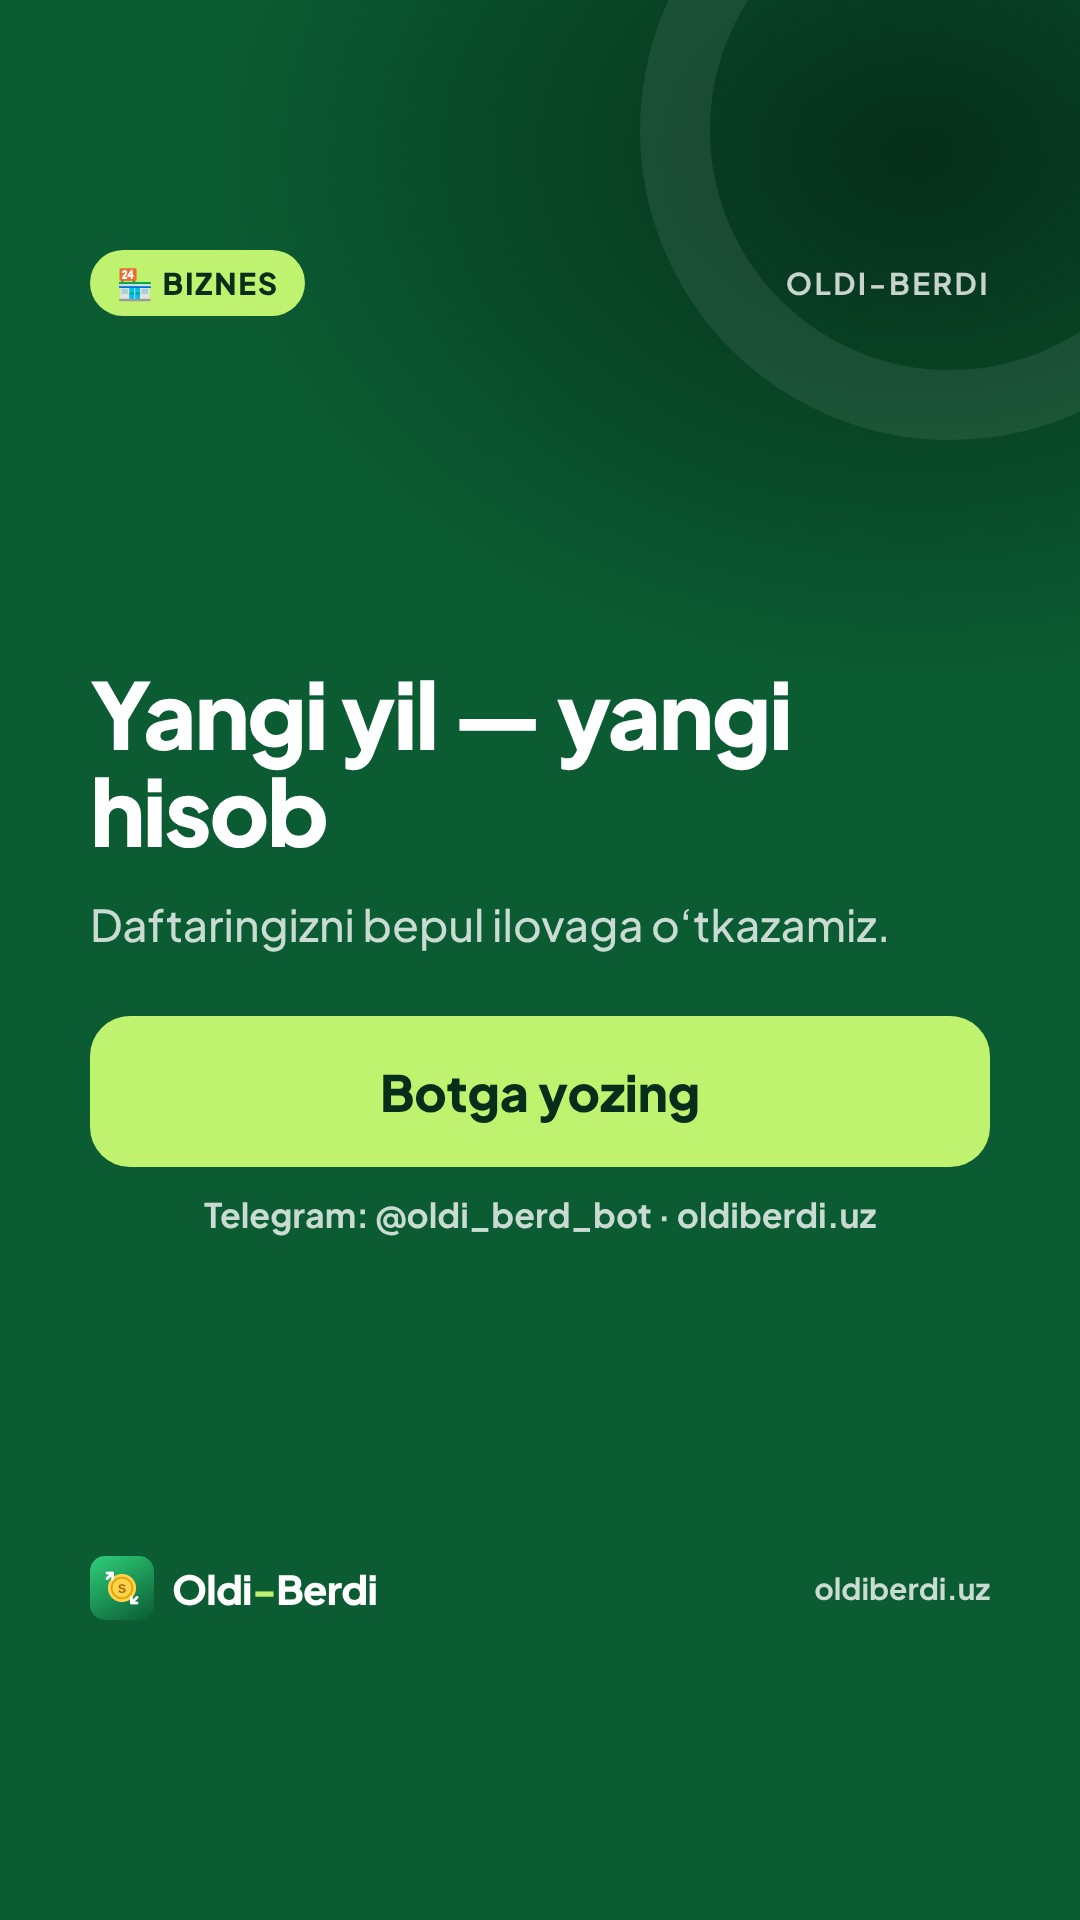 🏪 BIZNES
OLDI-BERDI
Yangi yil — yangi
hisob
Daftaringizni bepul ilovaga oʻtkazamiz.
Botga yozing
Telegram: @oldi_berd_bot · oldiberdi.uz
Oldi-Berdi
oldiberdi.uz